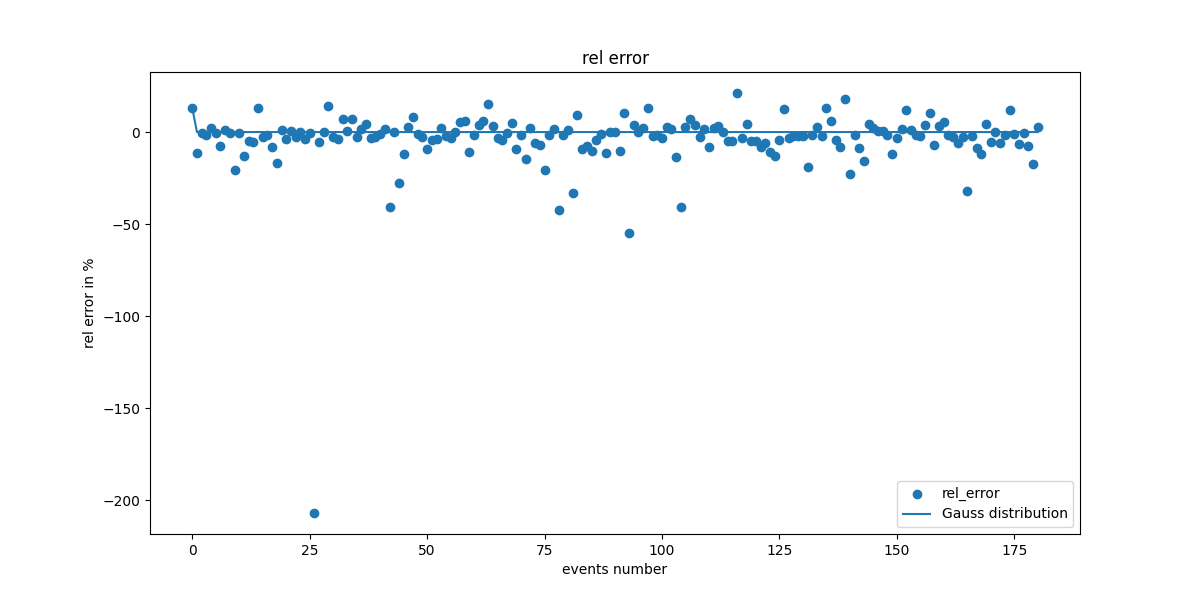 rel error
0
−50
−100
−150
−200
rel error in %
0
25
50
75
100
125
150
175
events number
rel_error
Gauss distribution